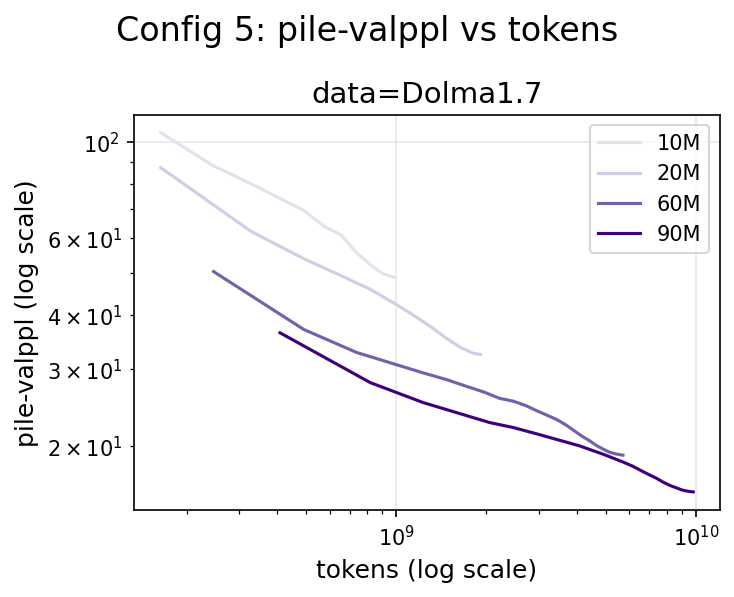 Config 5: pile-valppl vs tokens
data=Dolma1.7
pile-valppl (log scale)
10²
6 × 10¹
4 × 10¹
3 × 10¹
2 × 10¹
10M
20M
60M
90M
10⁹
10¹⁰
tokens (log scale)